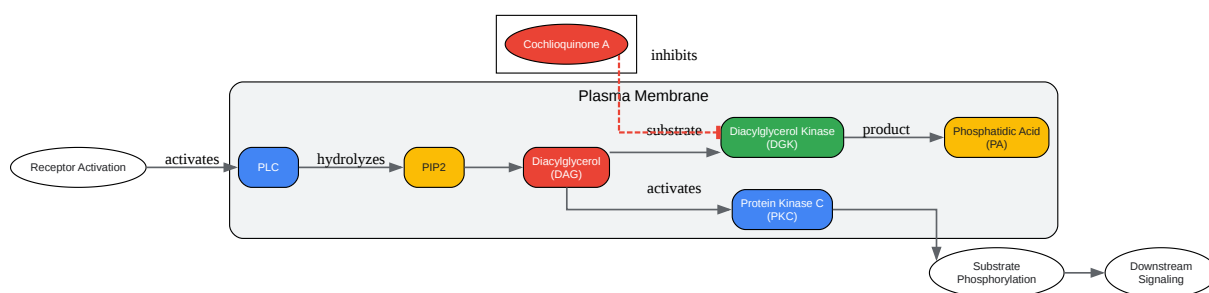 Cochlioquinone A
inhibits
Plasma Membrane
substrate
Diacylglycerol Kinase
(DGK)
product
Phosphatidic Acid
(PA)
Receptor Activation
activates
PLC
hydrolyzes
PIP2
Diacylglycerol
(DAG)
activates
Protein Kinase C
(PKC)
Substrate
Phosphorylation
Downstream
Signaling